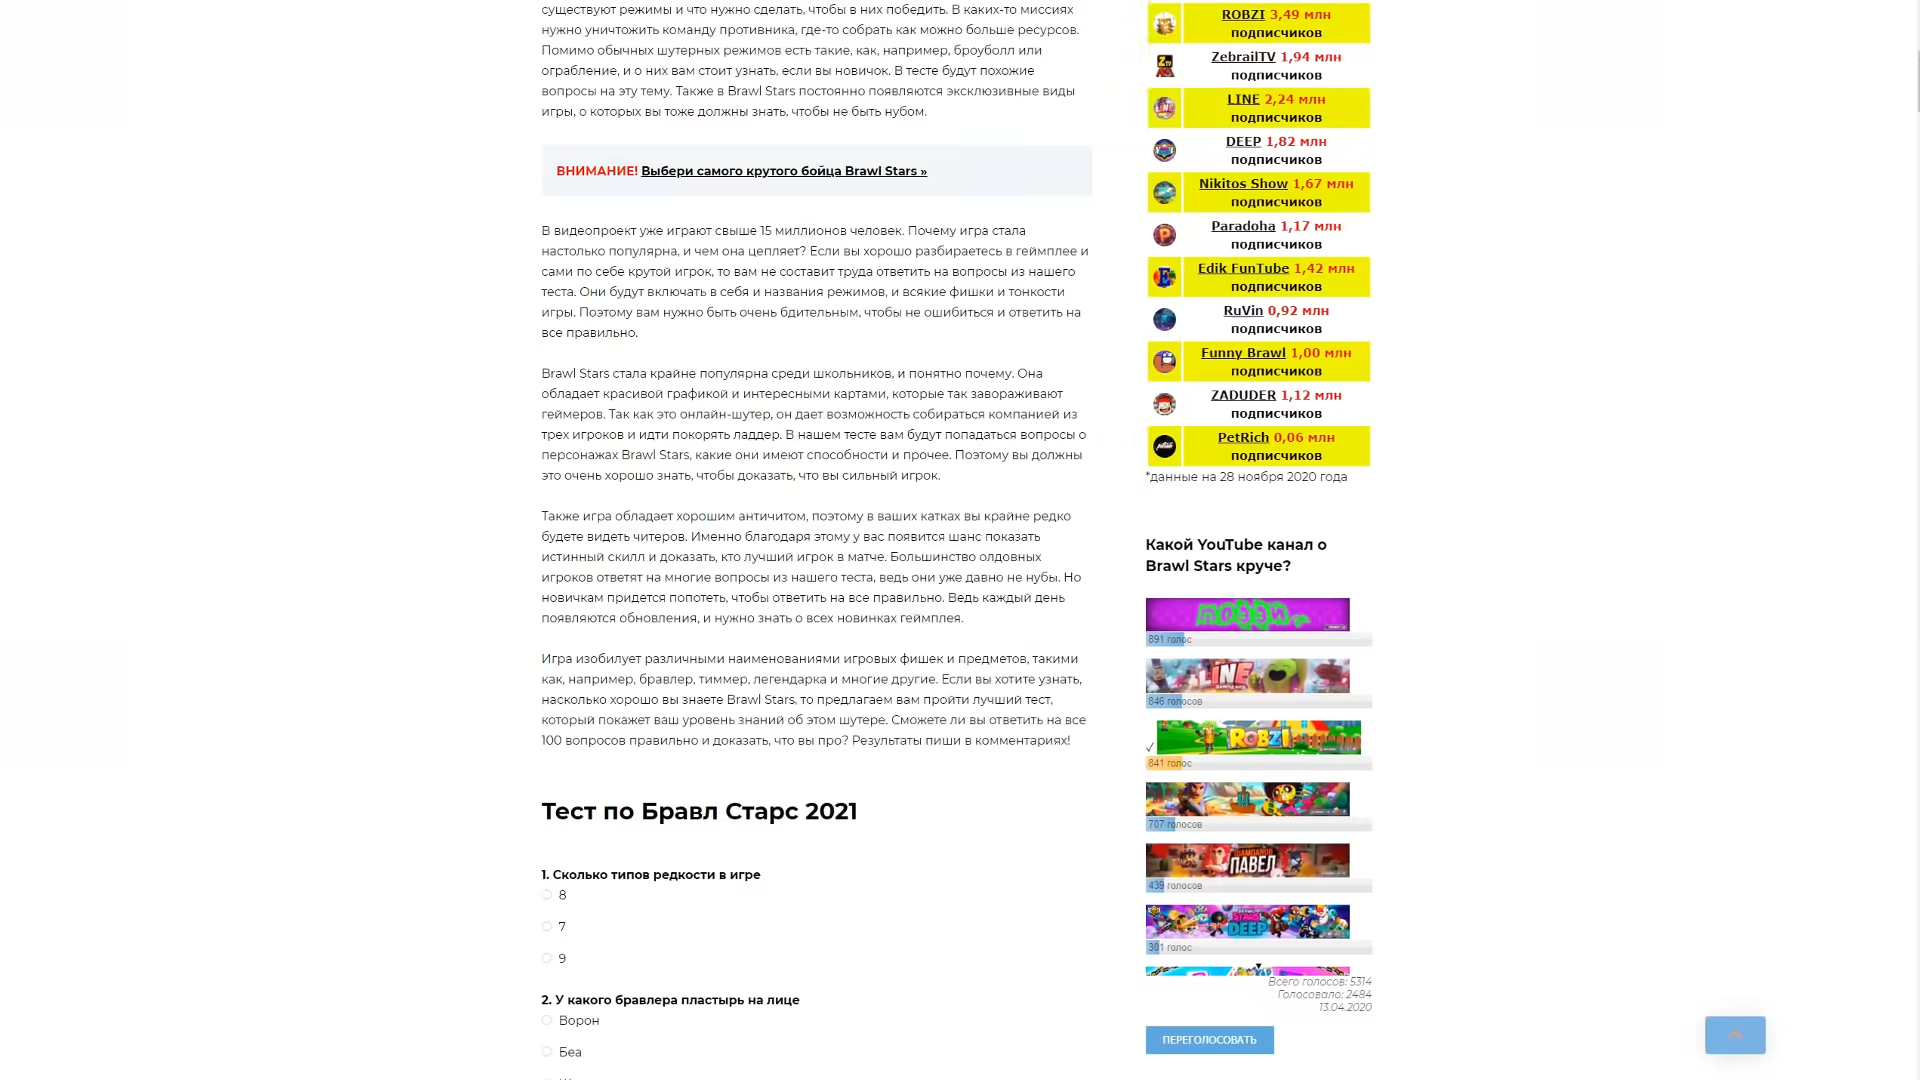 существуют режимы и что нужно сделать, чтобы в них победить. В каких-то миссиях
нужно уничтожить команду противника, где-то собрать как можно больше ресурсов.
Помимо обычных шутерных режимов есть такие, как, например, броуболл или
ограбление, и о них вам стоит узнать, если вы новичок. В тесте будут похожие
вопросы на эту тему. Также в Brawl Stars постоянно появляются эксклюзивные виды
игры, о которых вы тоже должны знать, чтобы не быть нубом.
ВНИМАНИЕ! Выбери самого крутого бойца Brawl Stars »
В видеопроект уже играют свыше 15 миллионов человек. Почему игра стала
настолько популярна, и чем она цепляет? Если вы хорошо разбираетесь в геймплее и
сами по себе крутой игрок, то вам не составит труда ответить на вопросы из нашего
теста. Они будут включать в себя и названия режимов, и всякие фишки и тонкости
игры. Поэтому вам нужно быть очень бдительным, чтобы не ошибиться и ответить на
все правильно.
Brawl Stars стала крайне популярна среди школьников, и понятно почему. Она
обладает красивой графикой и интересными картами, которые так завораживают
геймеров. Так как это онлайн-шутер, он дает возможность собираться компанией из
трех игроков и идти покорять ладдер. В нашем тесте вам будут попадаться вопросы о
персонажах Brawl Stars, какие они имеют способности и прочее. Поэтому вы должны
это очень хорошо знать, чтобы доказать, что вы сильный игрок.
Также игра обладает хорошим античитом, поэтому в ваших катках вы крайне редко
будете видеть читеров. Именно благодаря этому у вас появится шанс показать
истинный скилл и доказать, кто лучший игрок в матче. Большинство олдовных
игроков ответят на многие вопросы из нашего теста, ведь они уже давно не нубы. Но
новичкам придется попотеть, чтобы ответить на все правильно. Ведь каждый день
появляются обновления, и нужно знать о всех новинках геймплея.
Игра изобилует различными наименованиями игровых фишек и предметов, такими
как, например, бравлер, тиммер, легендарка и многие другие. Если вы хотите узнать,
насколько хорошо вы знаете Brawl Stars, то предлагаем вам пройти лучший тест,
который покажет ваш уровень знаний об этом шутере. Сможете ли вы ответить на все
100 вопросов правильно и доказать, что вы про? Результаты пиши в комментариях!
Тест по Бравл Старс 2021
1. Сколько типов редкости в игре
8
7
9
2. У какого бравлера пластырь на лице
Ворон
Беа
ROBZI 3,49 млн
подписчиков
ZebrailTV 1,94 млн
подписчиков
LINE 2,24 млн
подписчиков
DEEP 1,82 млн
подписчиков
Nikitos Show 1,67 млн
подписчиков
Paradoha 1,17 млн
подписчиков
Edik FunTube 1,42 млн
подписчиков
RuVin 0,92 млн
подписчиков
Funny Brawl 1,00 млн
подписчиков
ZADUDER 1,12 млн
подписчиков
PetRich 0,06 млн
подписчиков
*данные на 28 ноября 2020 года
Какой YouTube канал о
Brawl Stars круче?
891 голос
LINE
846 голосов
ROBZI
841 голос
707 голосов
ПАВЕЛ
439 голосов
STARS
DEEP
301 голос
Всего голосов: 5314
Голосовало: 2484
13.04.2020
ПЕРЕГОЛОСОВАТЬ